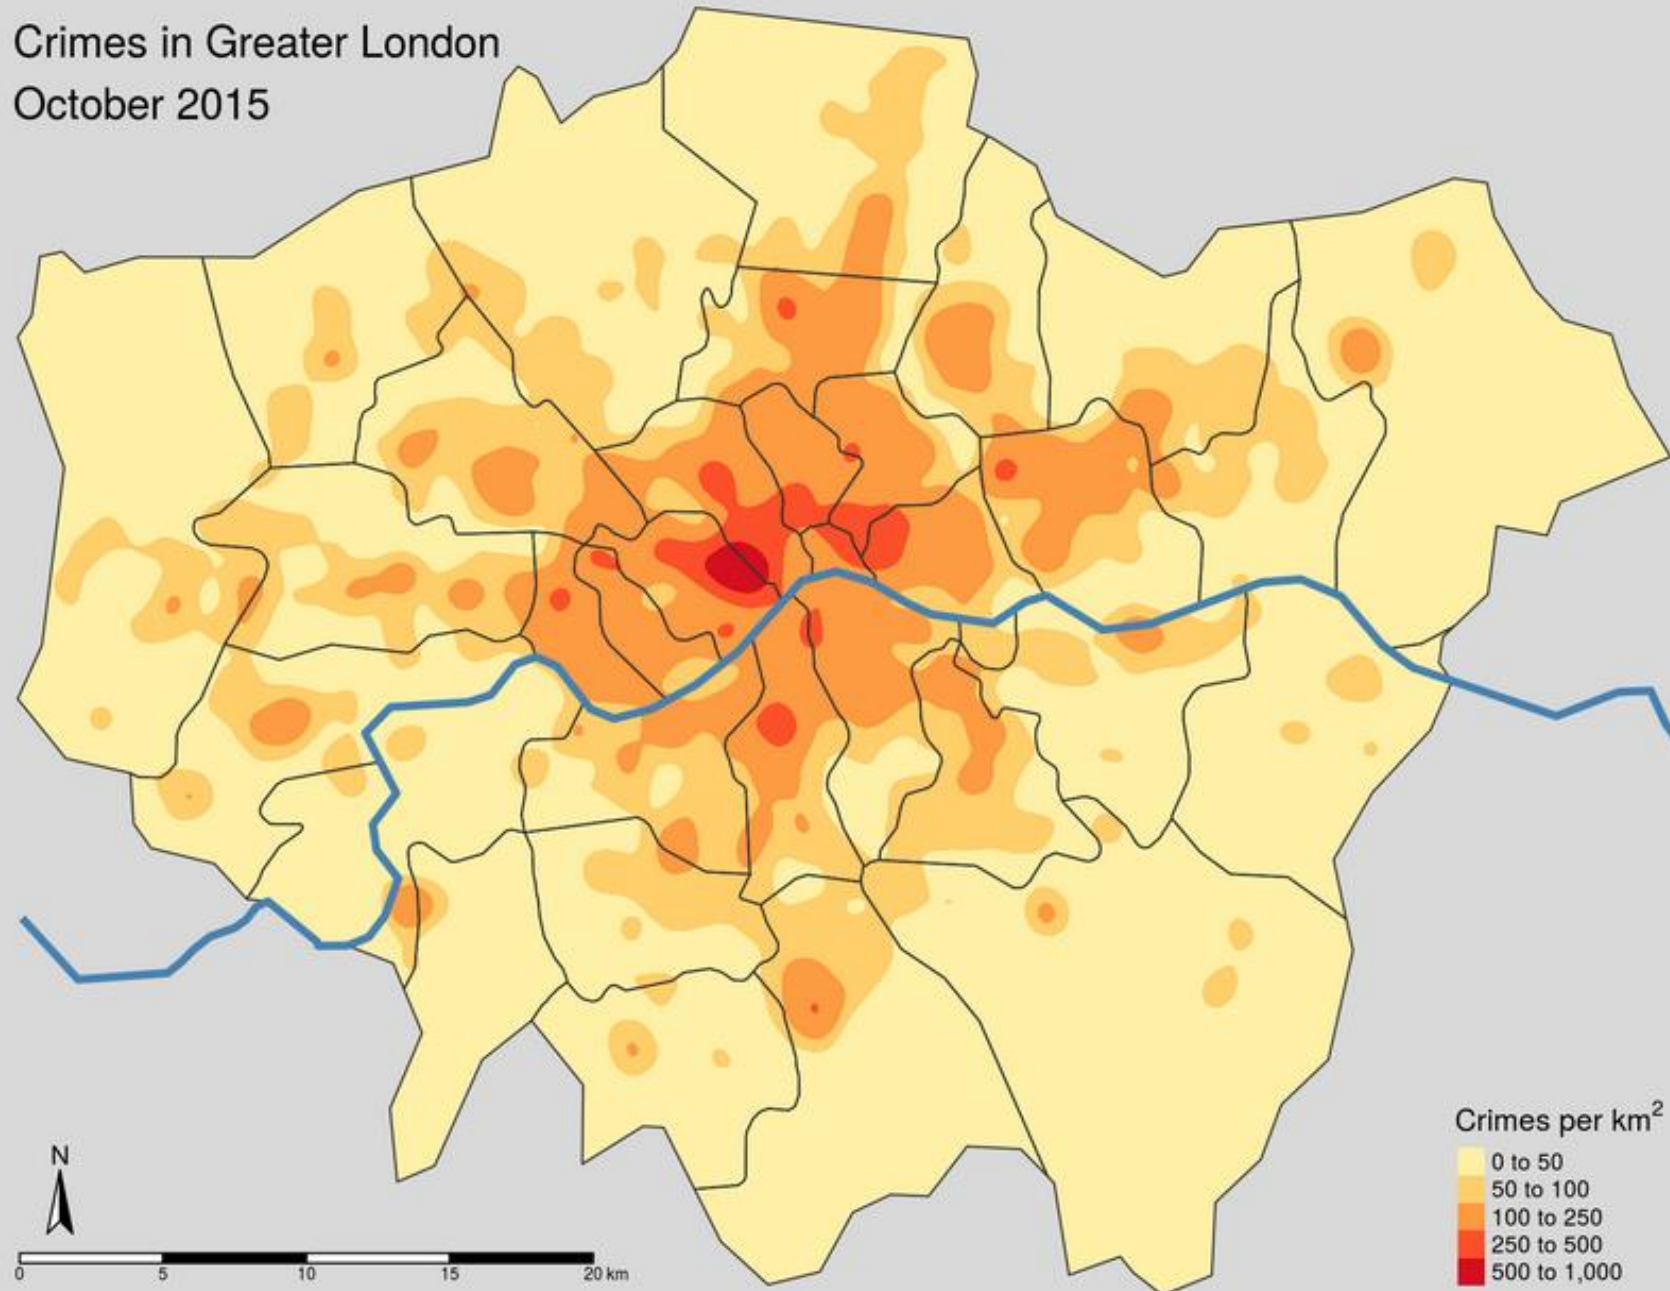 Crimes in Greater London
October 2015
N
0 5 10 15 20 km
Crimes per km²
0 to 50
50 to 100
100 to 250
250 to 500
500 to 1,000